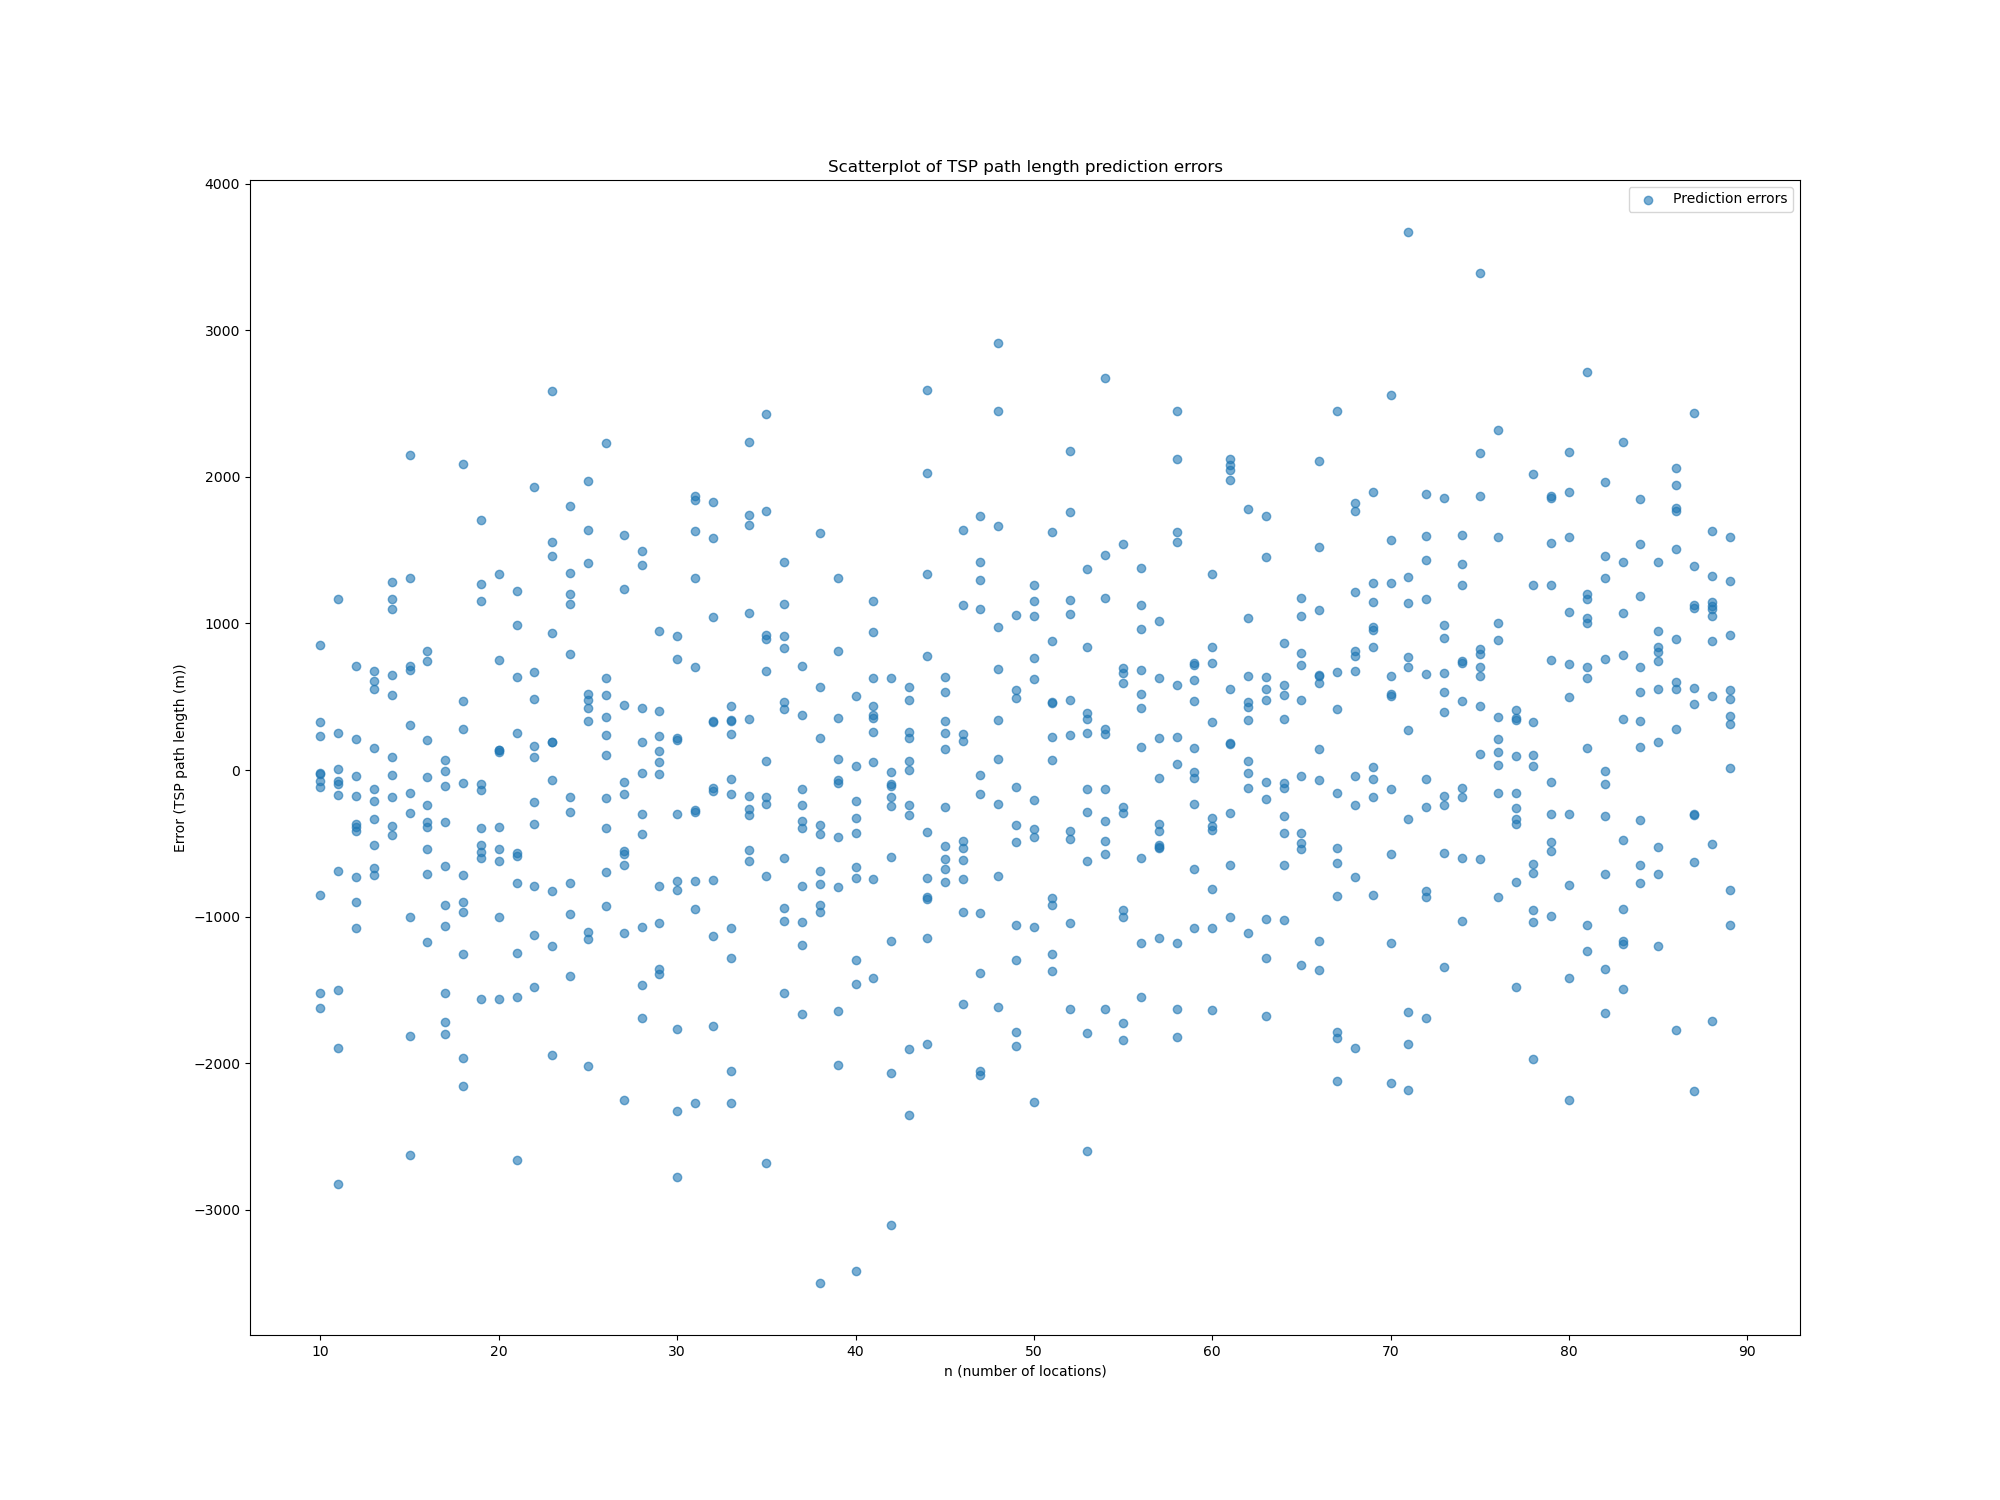 Scatterplot of TSP path length prediction errors
Prediction errors
4000
3000
2000
1000
0
−1000
−2000
−3000
Error (TSP path length (m))
10 20 30 40 50 60 70 80 90
n (number of locations)